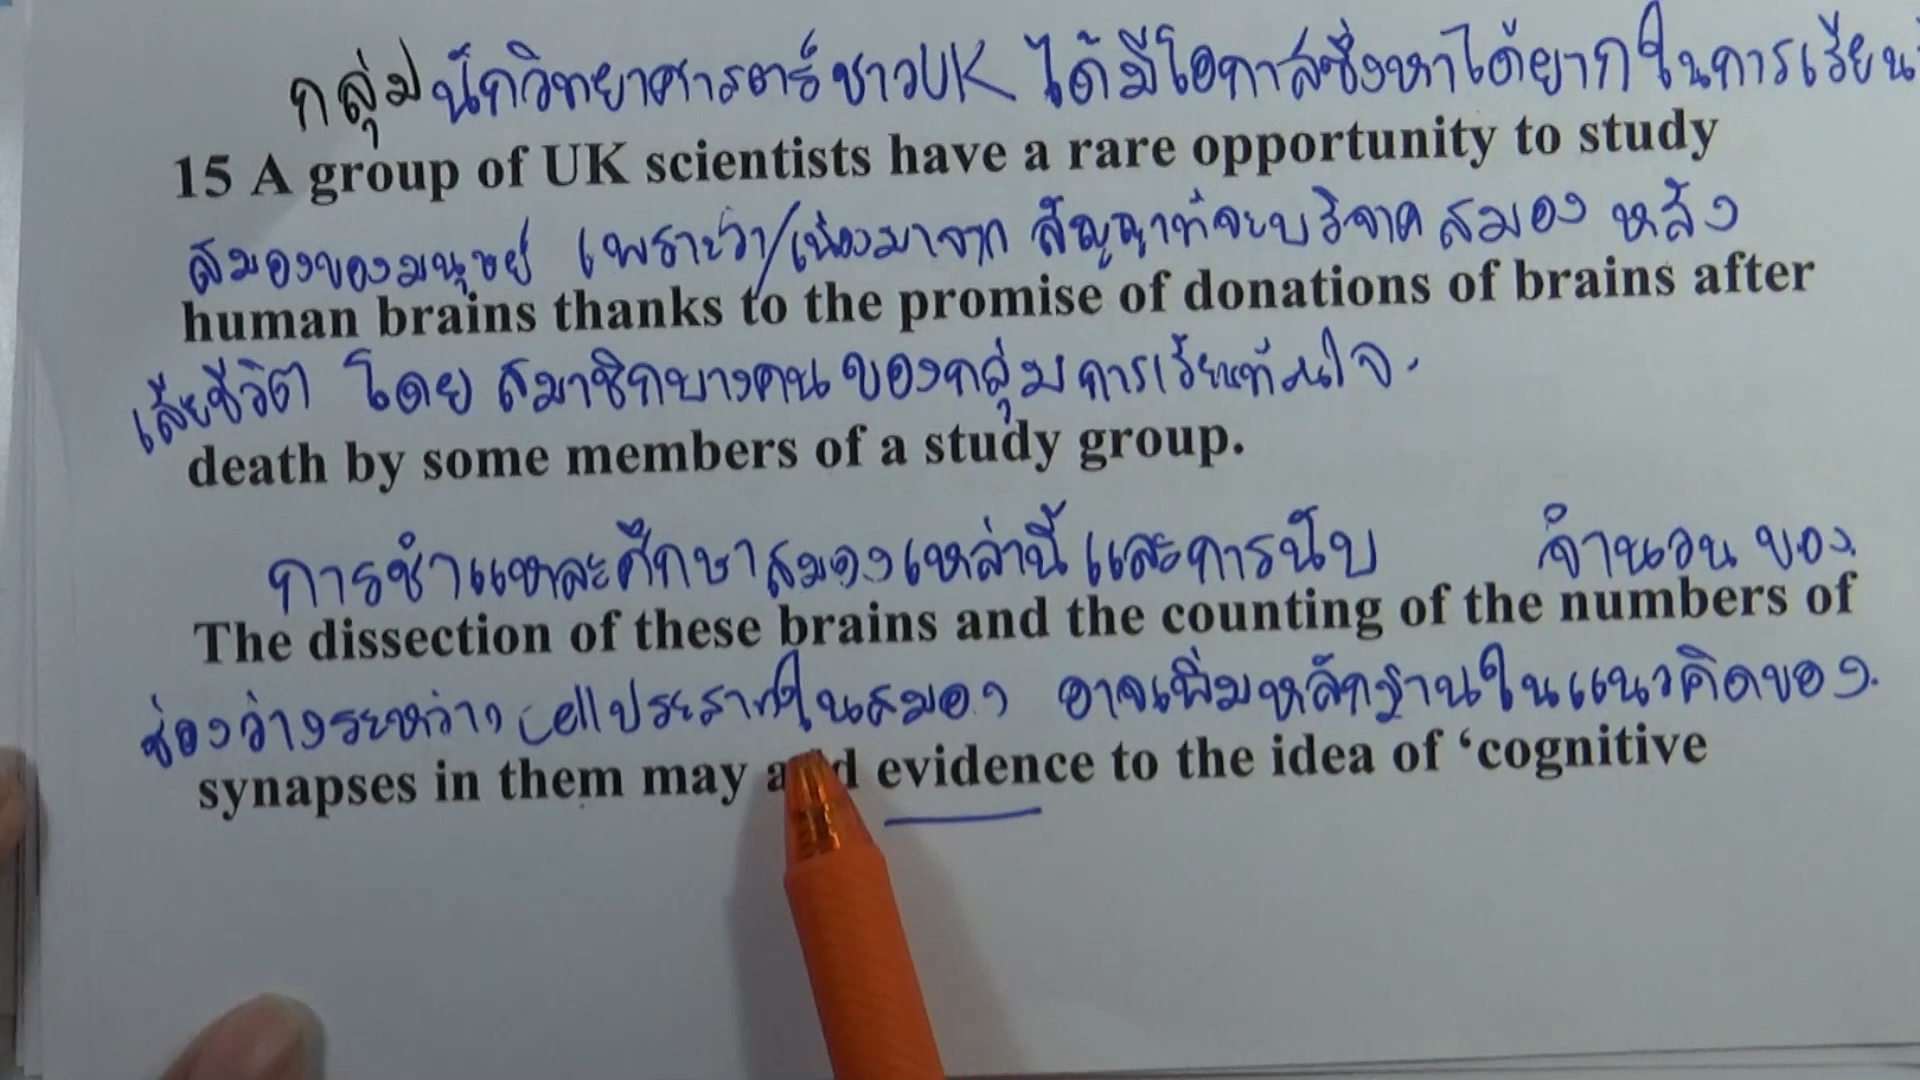 กลุ่มนักวิทยาศาสตร์ชาวUK ได้มีโอกาสซึ่งหาได้ยากในการเรียน
15 A group of UK scientists have a rare opportunity to study
สมองของมนุษย์ เพราะว่า/เนื่องมาจาก สัญญาที่จะบริจาค สมอง หลัง
human brains thanks to the promise of donations of brains after
เสียชีวิต โดย สมาชิกบางคน ของกลุ่มการเรียน
death by some members of a study group.
การชำแหละศึกษาสมองเหล่านี้ และการนับ จำนวน ของ
The dissection of these brains and the counting of the numbers of
ช่องว่างระหว่าง cellประสาทในสมอง อาจเพิ่มหลักฐานในแนวคิดของ
synapses in them may add evidence to the idea of ‘cognitive